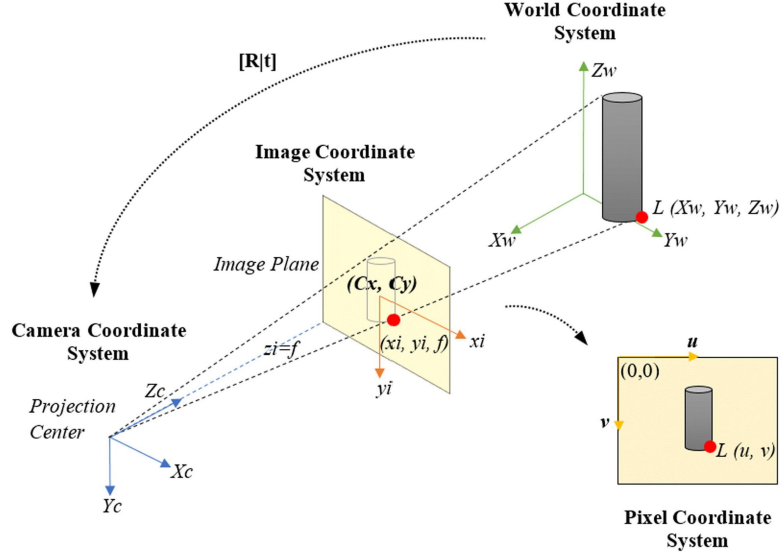 World Coordinate
System
[R|t]
Zw
Image Coordinate
System
L (Xw, Yw, Zw)
Xw
Yw
Image Plane
(Cx, Cy)
Camera Coordinate
System
zi=f
(xi, yi, f)
xi
yi
u
(0,0)
Zc
Projection
Center
v
L (u, v)
Xc
Yc
Pixel Coordinate
System